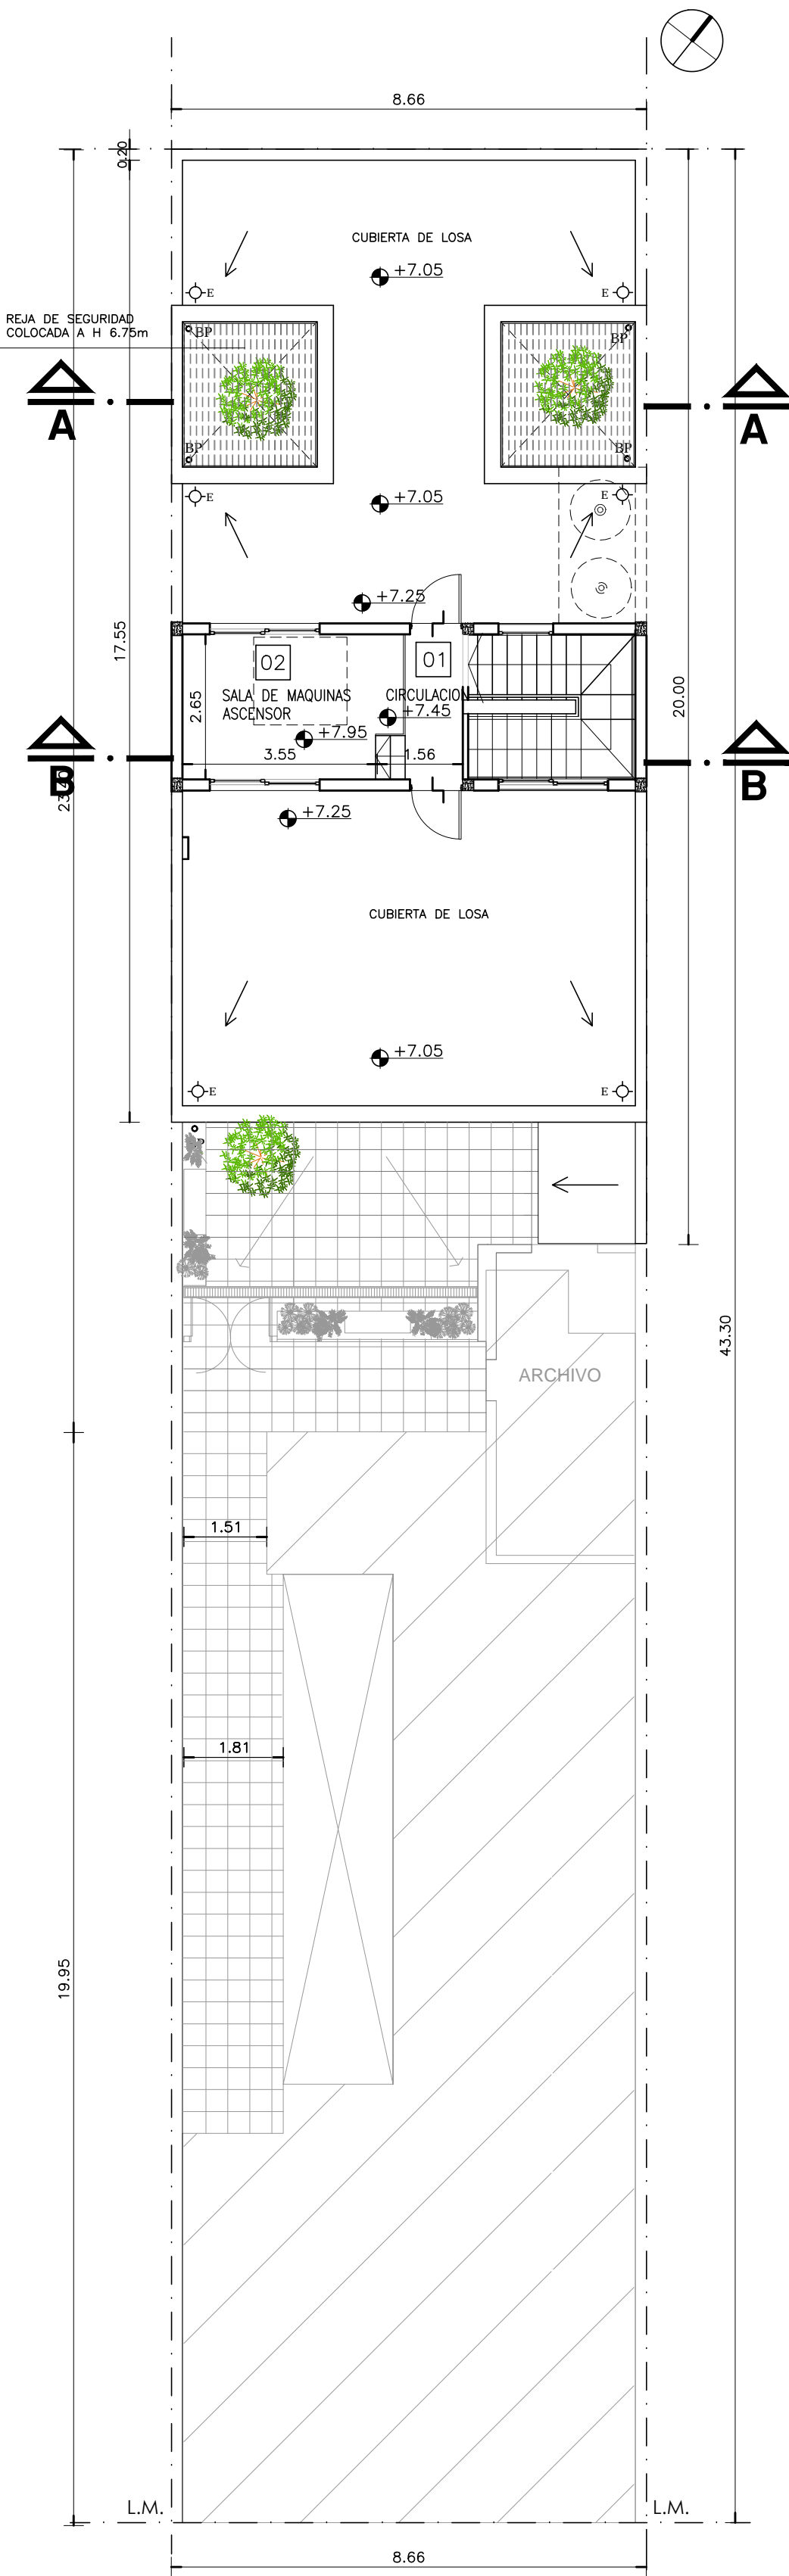 8.66
0.20
CUBIERTA DE LOSA
+7.05
E
E
REJA DE SEGURIDAD
COLOCADA A H 6.75m
BP
BP
A
A
BP
BP
+7.05
E
E
+7.25
17.55
20.00
02
01
2.65
SALA DE MAQUINAS
ASCENSOR
CIRCULACION
+7.45
+7.95
3.55
1.56
B
B
+7.25
CUBIERTA DE LOSA
+7.05
E
E
43.30
ARCHIVO
1.51
1.81
19.95
L.M.
L.M.
8.66